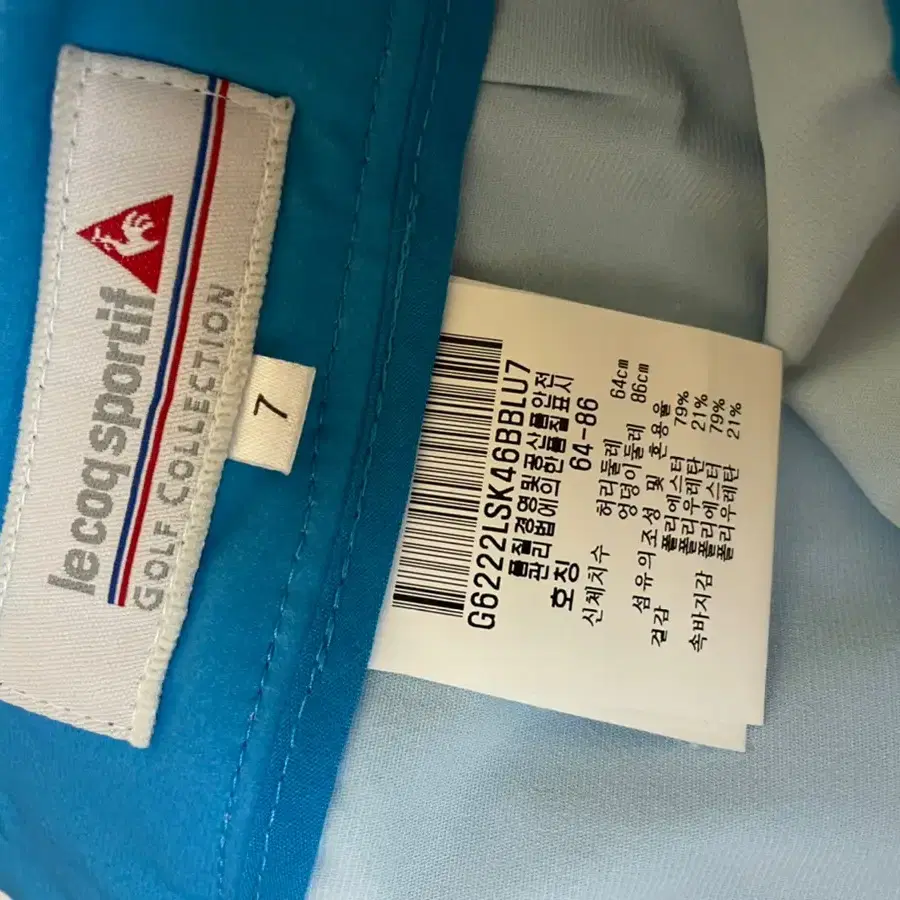 le coq sportif
GOLF COLLECTION
7
G6222LSK46BBLU7
품질경영및공산품안전
관리법에의한품질표시
호칭 64-86
신체치수 허리둘레 64cm
엉덩이둘레 86cm
섬유의조성 및 혼용율
겉감 폴리에스터 79%
폴리우레탄 21%
속바지감 폴리에스터 79%
폴리우레탄 21%